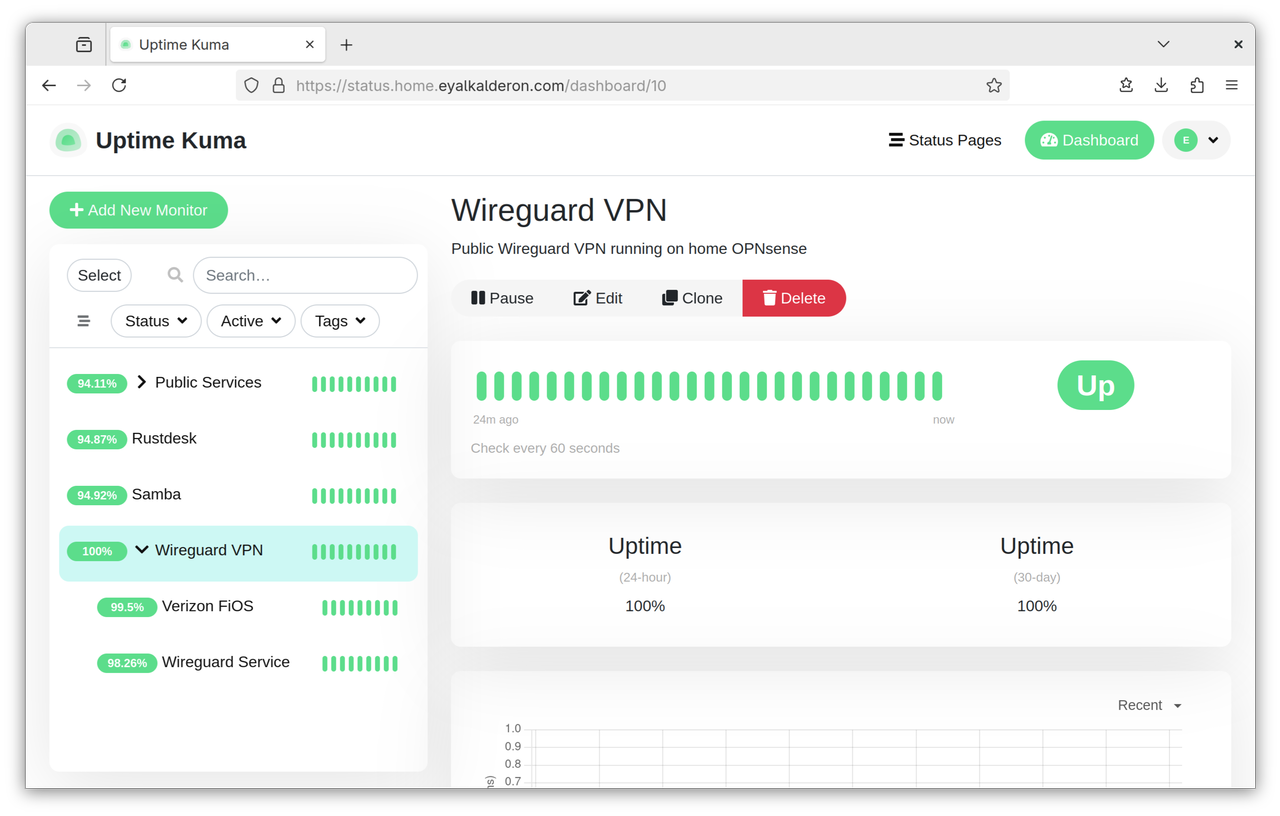 Uptime Kuma
https://status.home.eyalkalderon.com/dashboard/10
Uptime Kuma
Status Pages
Dashboard
E
Add New Monitor
Select
Search…
Status
Active
Tags
94.11% Public Services
94.87% Rustdesk
94.92% Samba
100% Wireguard VPN
99.5% Verizon FiOS
98.26% Wireguard Service
Wireguard VPN
Public Wireguard VPN running on home OPNsense
Pause Edit Clone Delete
Up
24m ago now
Check every 60 seconds
Uptime
(24-hour)
100%
Uptime
(30-day)
100%
Recent
1.0
0.9
0.8
0.7